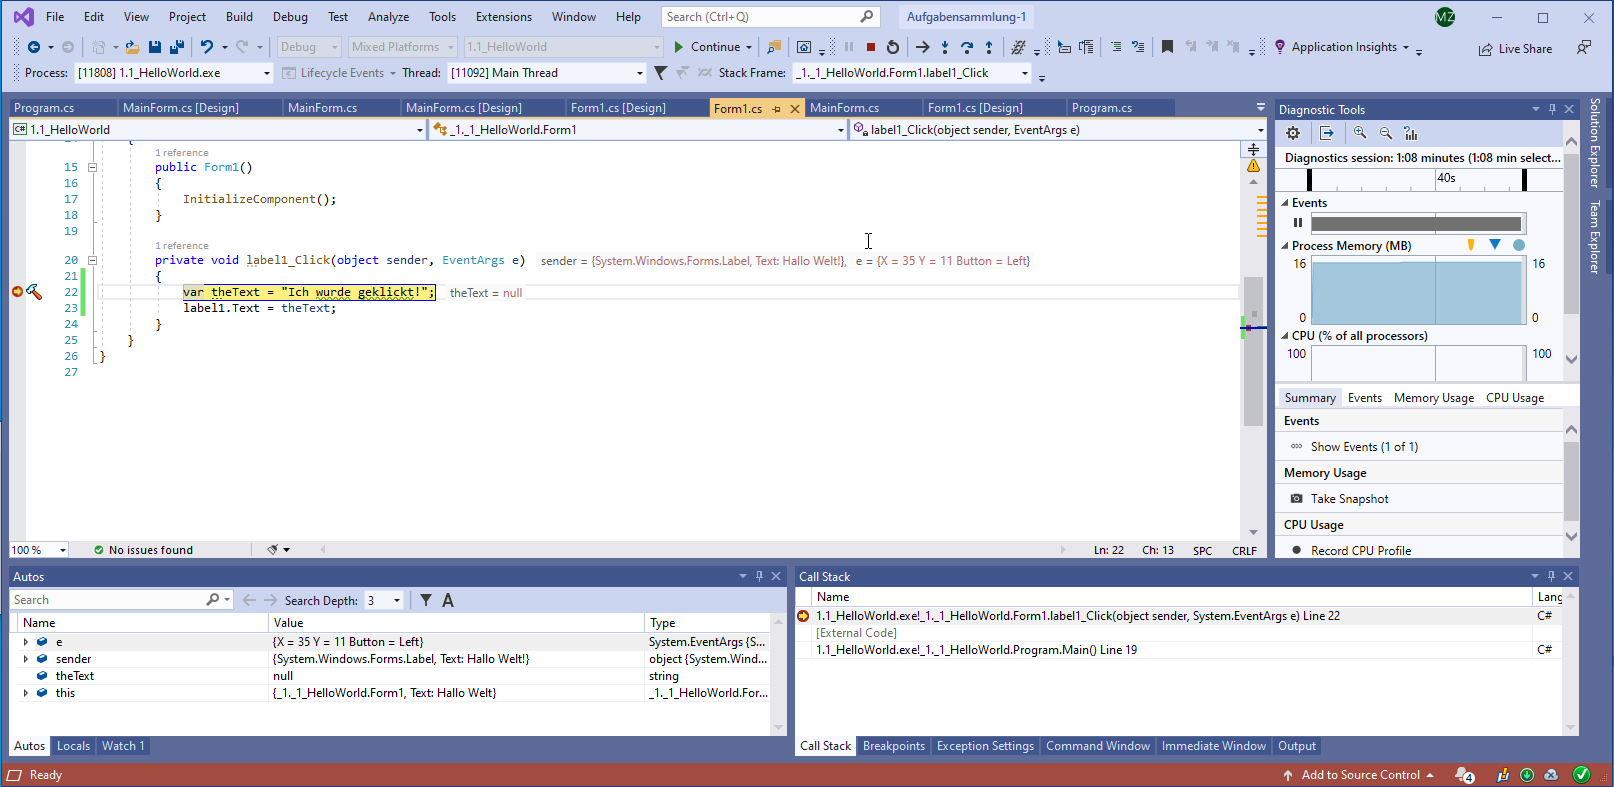 File Edit View Project Build Debug Test Analyze Tools Extensions Window Help Search (Ctrl+Q) Aufgabensammlung-1 MZ
Debug Mixed Platforms 1.1_HelloWorld Continue Application Insights Live Share
Process: [11808] 1.1_HelloWorld.exe Lifecycle Events Thread: [11092] Main Thread Stack Frame: _1._1_HelloWorld.Form1.label1_Click
Program.cs MainForm.cs [Design] MainForm.cs MainForm.cs [Design] Form1.cs [Design] Form1.cs MainForm.cs Form1.cs [Design] Program.cs
C# 1.1_HelloWorld _1._1_HelloWorld.Form1 label1_Click(object sender, EventArgs e)
{
1 reference
15 public Form1()
16 {
17 InitializeComponent();
18 }
19
1 reference
20 private void label1_Click(object sender, EventArgs e) sender = {System.Windows.Forms.Label, Text: Hallo Welt!}, e = {X = 35 Y = 11 Button = Left}
21 {
22 var theText = "Ich wurde geklickt!"; theText = null
23 label1.Text = theText;
24 }
25 }
26 }
27
100 % No issues found Ln: 22 Ch: 13 SPC CRLF
Diagnostic Tools
Diagnostics session: 1:08 minutes (1:08 min select...
40s
Events
Process Memory (MB)
16 16
0 0
CPU (% of all processors)
100 100
Summary Events Memory Usage CPU Usage
Events
Show Events (1 of 1)
Memory Usage
Take Snapshot
CPU Usage
Record CPU Profile
Solution Explorer
Team Explorer
Autos
Search Search Depth: 3 A
Name Value Type
e {X = 35 Y = 11 Button = Left} System.EventArgs {S...
sender {System.Windows.Forms.Label, Text: Hallo Welt!} object {System.Wind...
theText null string
this {_1._1_HelloWorld.Form1, Text: Hallo Welt} _1._1_HelloWorld.For...
Autos Locals Watch 1
Call Stack
Name Lang
1.1_HelloWorld.exe!_1._1_HelloWorld.Form1.label1_Click(object sender, System.EventArgs e) Line 22 C#
[External Code]
1.1_HelloWorld.exe!_1._1_HelloWorld.Program.Main() Line 19 C#
Call Stack Breakpoints Exception Settings Command Window Immediate Window Output
Ready Add to Source Control 4